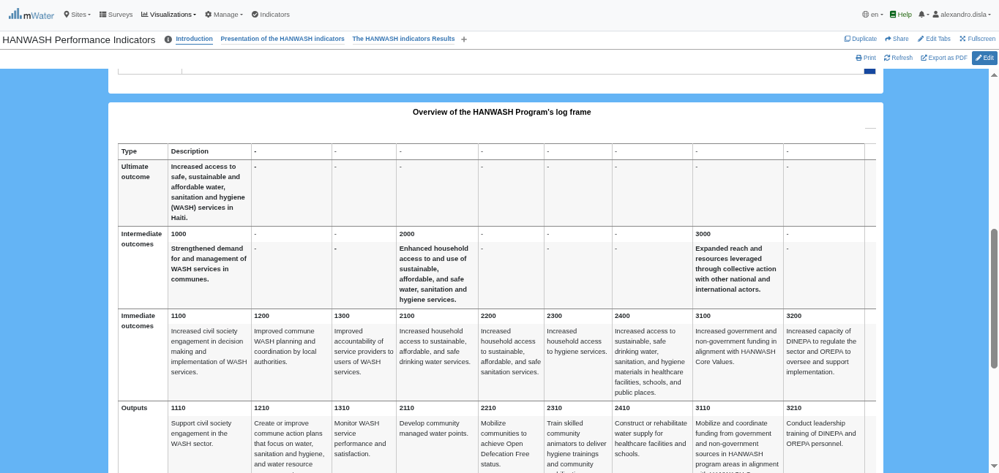 mWater Sites Surveys Visualizations Manage Indicators en Help alexandro.disla
HANWASH Performance Indicators Introduction Presentation of the HANWASH indicators The HANWASH indicators Results + Duplicate Share Edit Tabs Fullscreen
Print Refresh Export as PDF Edit
Overview of the HANWASH Program's log frame
Type Description - - - - - - - -
Ultimate
outcome
Increased access to
safe, sustainable and
affordable water,
sanitation and hygiene
(WASH) services in
Haiti.
- - - - - - - -
Intermediate
outcomes
1000 - - 2000 - - - 3000 -
Strengthened demand
for and management of
WASH services in
communes.
- -
Enhanced household
access to and use of
sustainable,
affordable, and safe
water, sanitation and
hygiene services.
- - -
Expanded reach and
resources leveraged
through collective action
with other national and
international actors.
-
Immediate
outcomes
1100 1200 1300 2100 2200 2300 2400 3100 3200
Increased civil society
engagement in decision
making and
implementation of WASH
services.
Improved commune
WASH planning and
coordination by local
authorities.
Improved
accountability of
service providers to
users of WASH
services.
Increased household
access to sustainable,
affordable, and safe
drinking water services.
Increased
household access
to sustainable,
affordable, and safe
sanitation services.
Increased
household access
to hygiene services.
Increased access to
sustainable, safe
drinking water,
sanitation, and hygiene
materials in healthcare
facilities, schools, and
public places.
Increased government and
non-government funding in
alignment with HANWASH
Core Values.
Increased capacity of
DINEPA to regulate the
sector and OREPA to
oversee and support
implementation.
Outputs
1110 1210 1310 2110 2210 2310 2410 3110 3210
Support civil society
engagement in the
WASH sector.
Create or improve
commune action plans
that focus on water,
sanitation and hygiene,
and water resource
Monitor WASH
service
performance and
satisfaction.
Develop community
managed water points.
Mobilize
communities to
achieve Open
Defecation Free
status.
Train skilled
community
animators to deliver
hygiene trainings
and community
Construct or rehabilitate
water supply for
healthcare facilities and
schools.
Mobilize and coordinate
funding from government
and non-government
sources in HANWASH
program areas in alignment
Conduct leadership
training of DINEPA and
OREPA personnel.